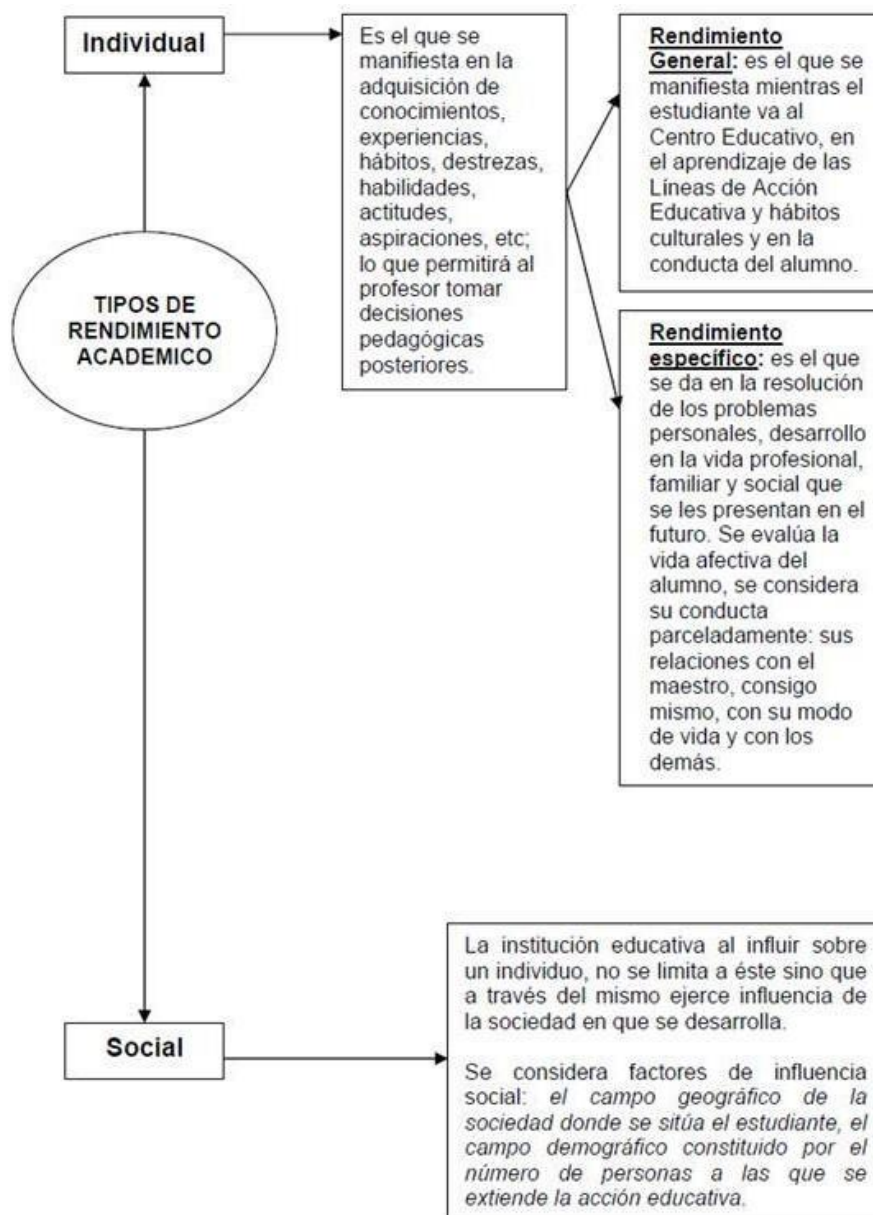 Individual
Es el que se
manifiesta en la
adquisición de
conocimientos,
experiencias,
hábitos, destrezas,
habilidades,
actitudes,
aspiraciones, etc;
lo que permitirá al
profesor tomar
decisiones
pedagógicas
posteriores.
Rendimiento
General: es el que se
manifiesta mientras el
estudiante va al
Centro Educativo, en
el aprendizaje de las
Líneas de Acción
Educativa y hábitos
culturales y en la
conducta del alumno.
TIPOS DE
RENDIMIENTO
ACADEMICO
Rendimiento
específico: es el que
se da en la resolución
de los problemas
personales, desarrollo
en la vida profesional,
familiar y social que
se les presentan en el
futuro. Se evalúa la
vida afectiva del
alumno, se considera
su conducta
parceladamente: sus
relaciones con el
maestro, consigo
mismo, con su modo
de vida y con los
demás.
Social
La institución educativa al influir sobre
un individuo, no se limita a éste sino que
a través del mismo ejerce influencia de
la sociedad en que se desarrolla.
Se considera factores de influencia
social: el campo geográfico de la
sociedad donde se sitúa el estudiante, el
campo demográfico constituido por el
número de personas a las que se
extiende la acción educativa.